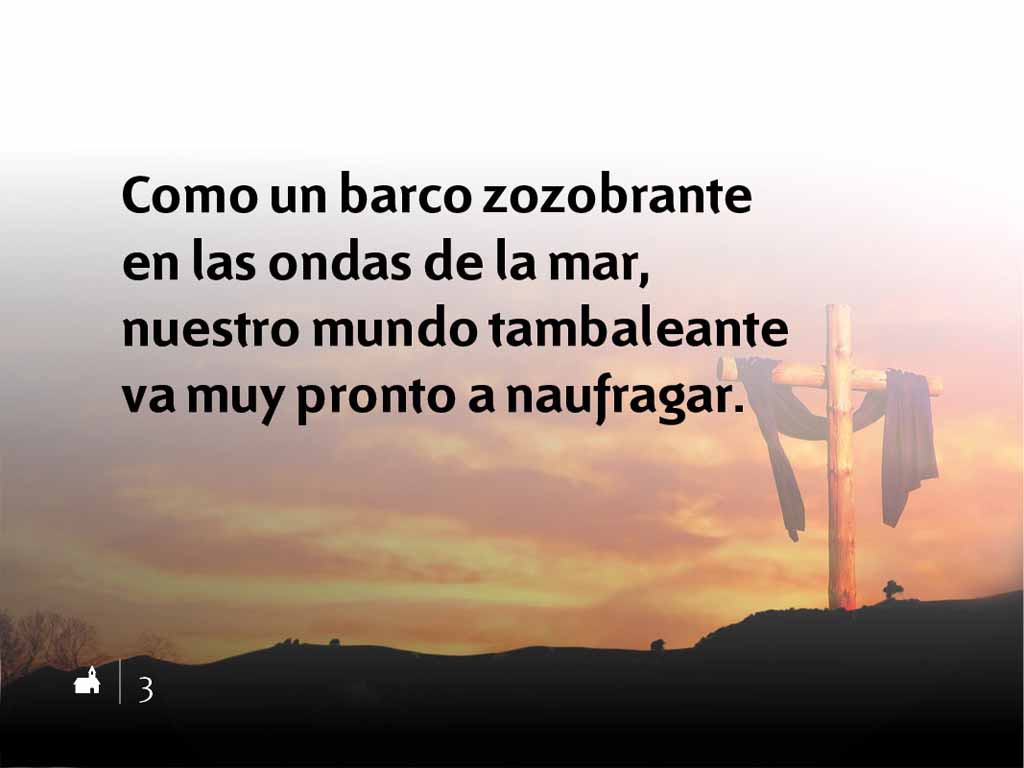 Como un barco zozobrante
en las ondas de la mar,
nuestro mundo tambaleante
va muy pronto a naufragar.
3